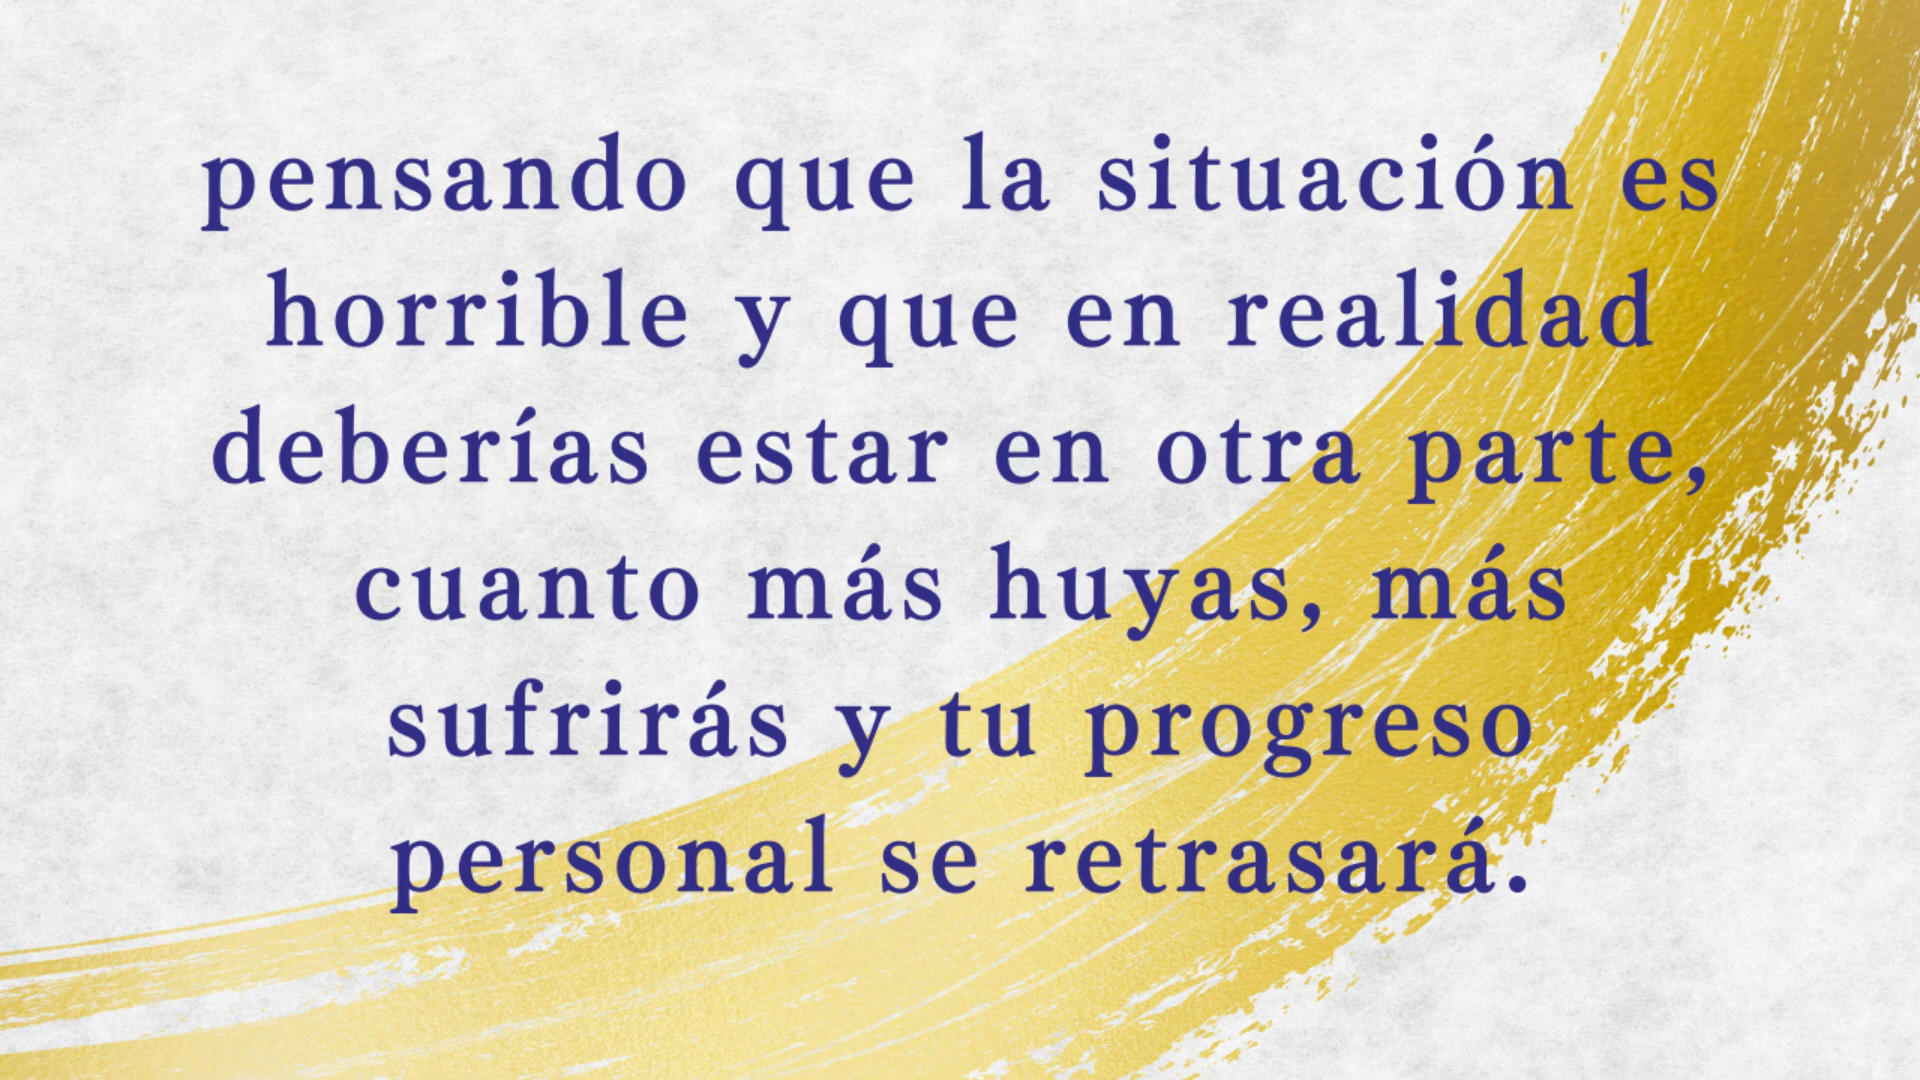 pensando que la situación es
horrible y que en realidad
deberías estar en otra parte,
cuanto más huyas, más
sufrirás y tu progreso
personal se retrasará.